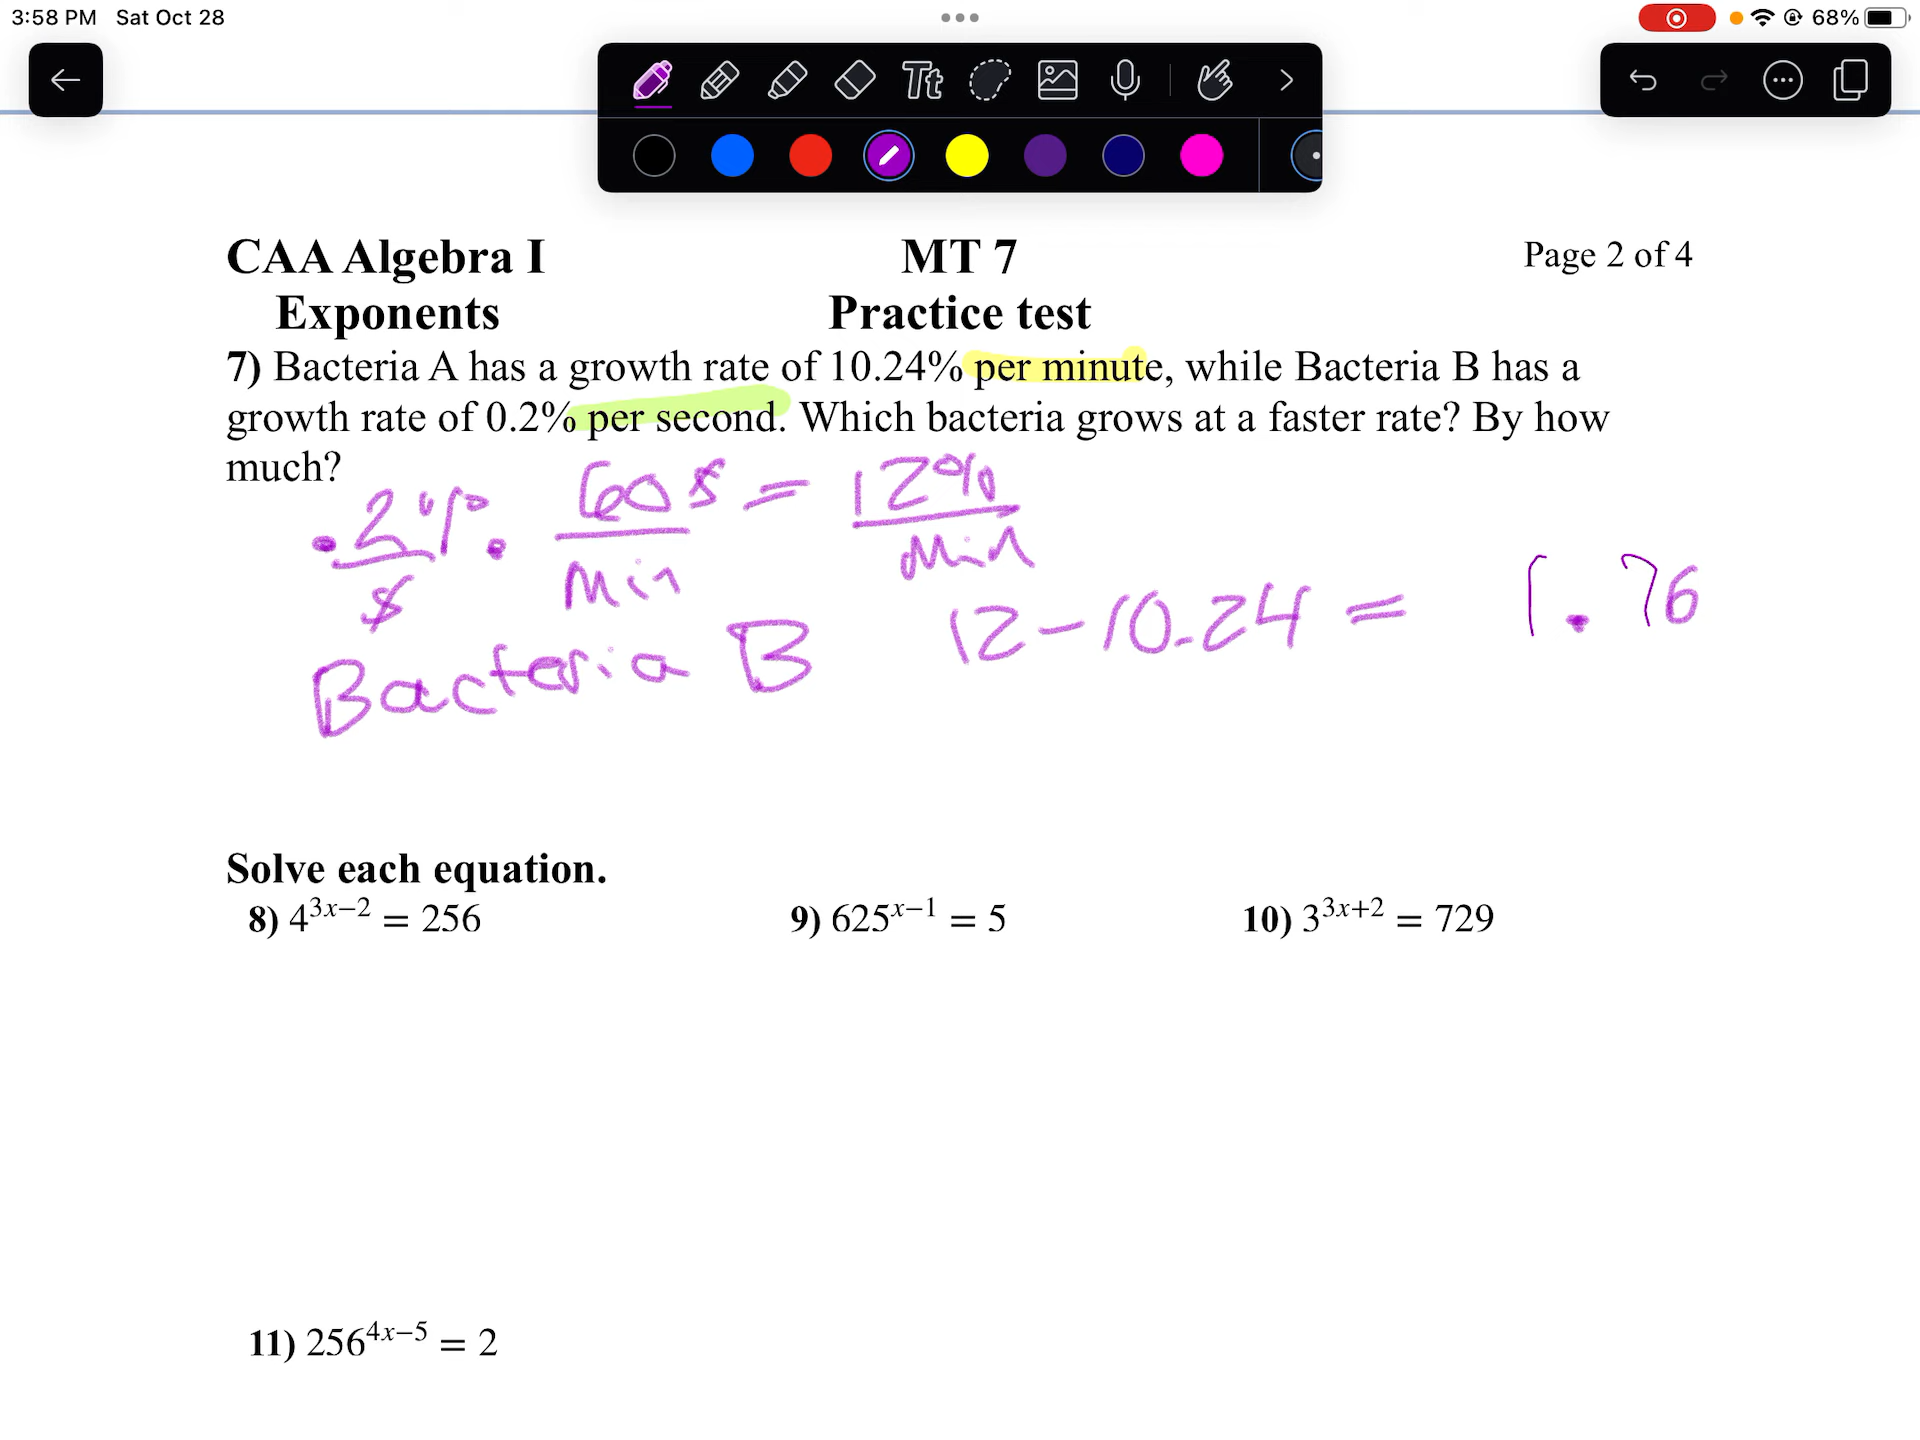 3:58 PM Sat Oct 28
68%
Tt
CAA Algebra I MT 7 Page 2 of 4
Exponents Practice test
7) Bacteria A has a growth rate of 10.24% per minute, while Bacteria B has a
growth rate of 0.2% per second. Which bacteria grows at a faster rate? By how
much?
.2%/s · 60s/Min = 12%/Min
Bacteria B 12-10.24 = 1.76
Solve each equation.
8) 4^{3x−2} = 256 9) 625^{x−1} = 5 10) 3^{3x+2} = 729
11) 256^{4x−5} = 2